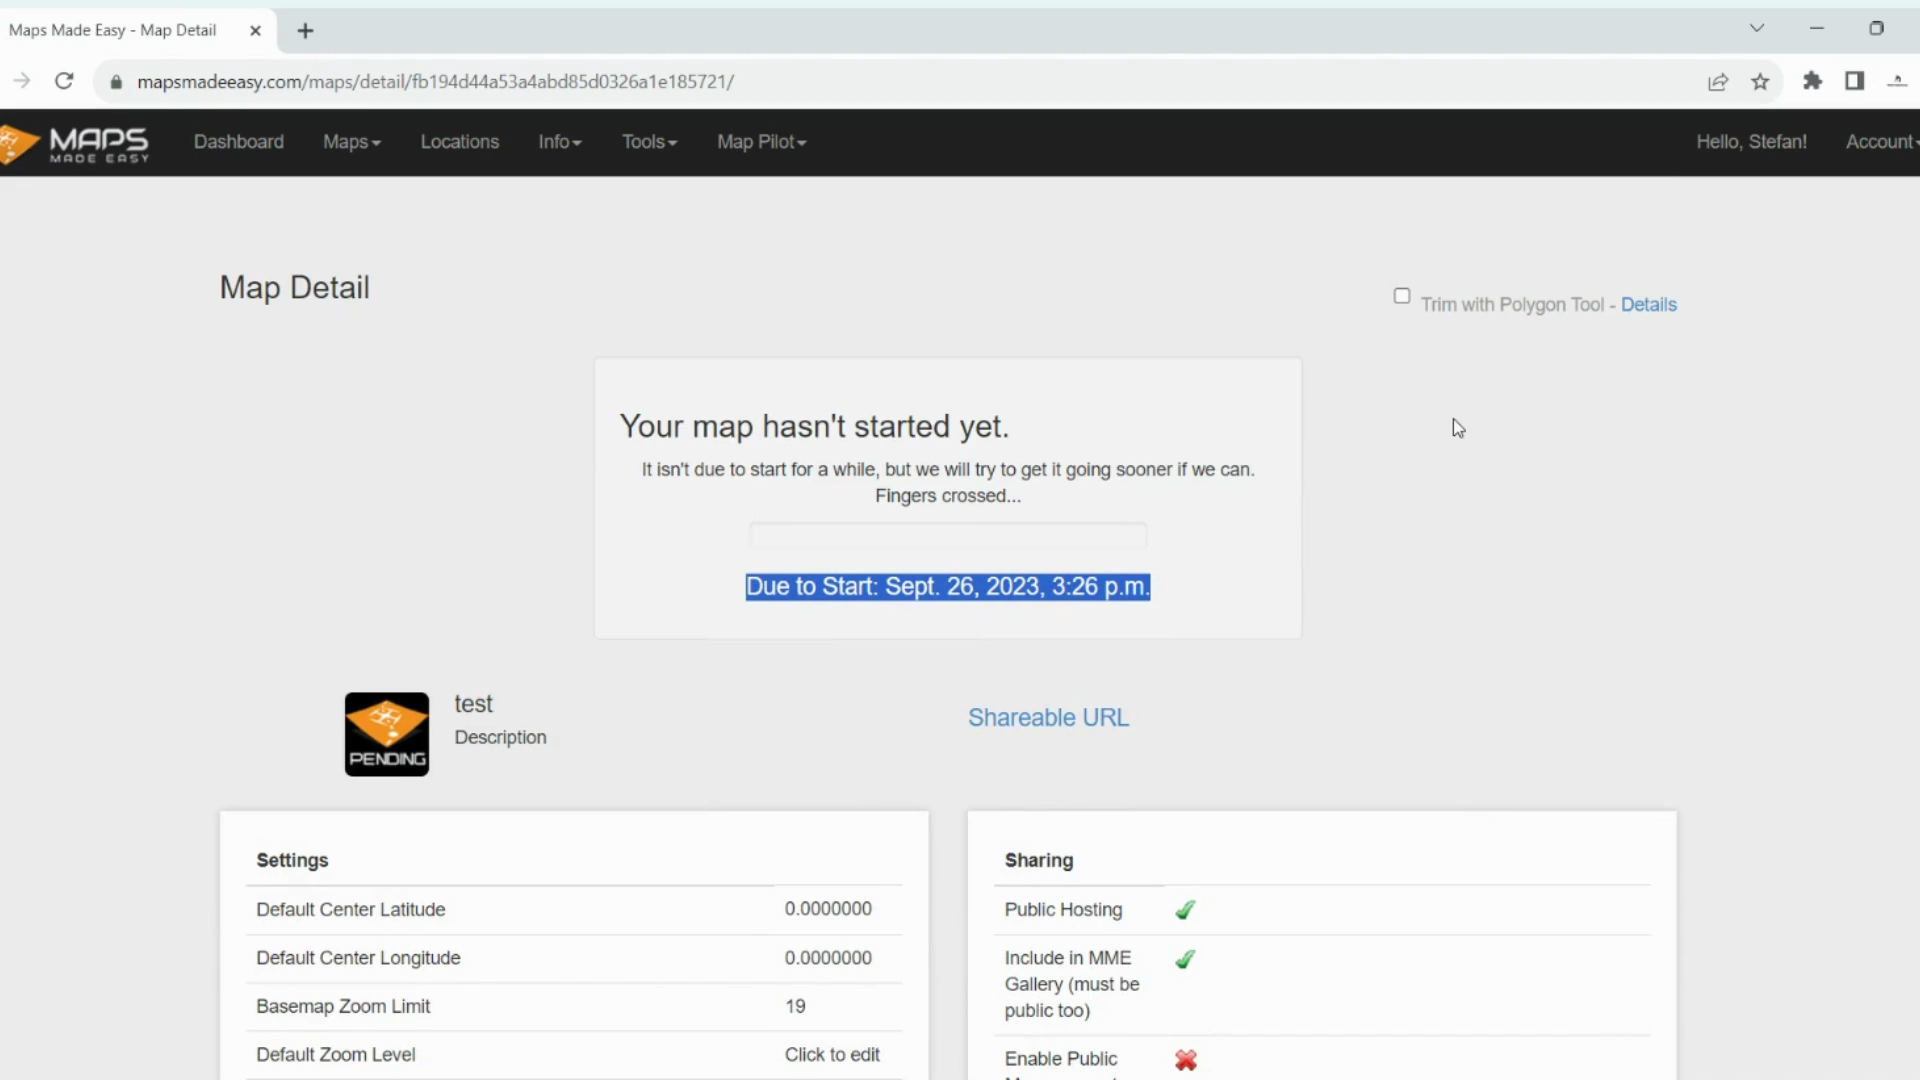 Maps Made Easy - Map Detail
mapsmadeeasy.com/maps/detail/fb194d44a53a4abd85d0326a1e185721/
MAPS
MADE EASY
Dashboard
Maps
Locations
Info
Tools
Map Pilot
Hello, Stefan!
Account
Map Detail
Trim with Polygon Tool - Details
Your map hasn't started yet.
It isn't due to start for a while, but we will try to get it going sooner if we can.
Fingers crossed...
Due to Start: Sept. 26, 2023, 3:26 p.m.
PENDING
test
Description
Shareable URL
Settings
Default Center Latitude 0.0000000
Default Center Longitude 0.0000000
Basemap Zoom Limit 19
Default Zoom Level Click to edit
Sharing
Public Hosting
Include in MME
Gallery (must be
public too)
Enable Public